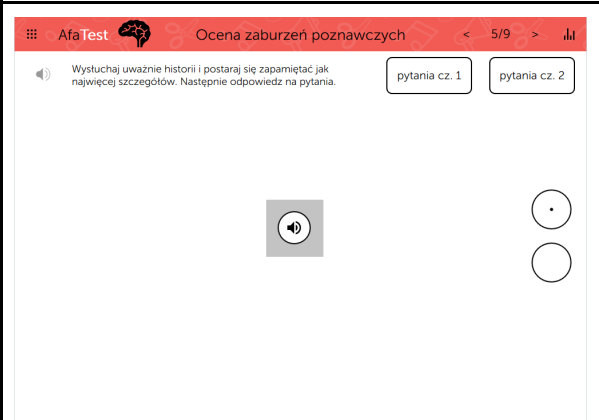 AfaTest
Ocena zaburzeń poznawczych
< 5/9 >
Wysłuchaj uważnie historii i postaraj się zapamiętać jak
najwięcej szczegółów. Następnie odpowiedz na pytania.
pytania cz. 1
pytania cz. 2